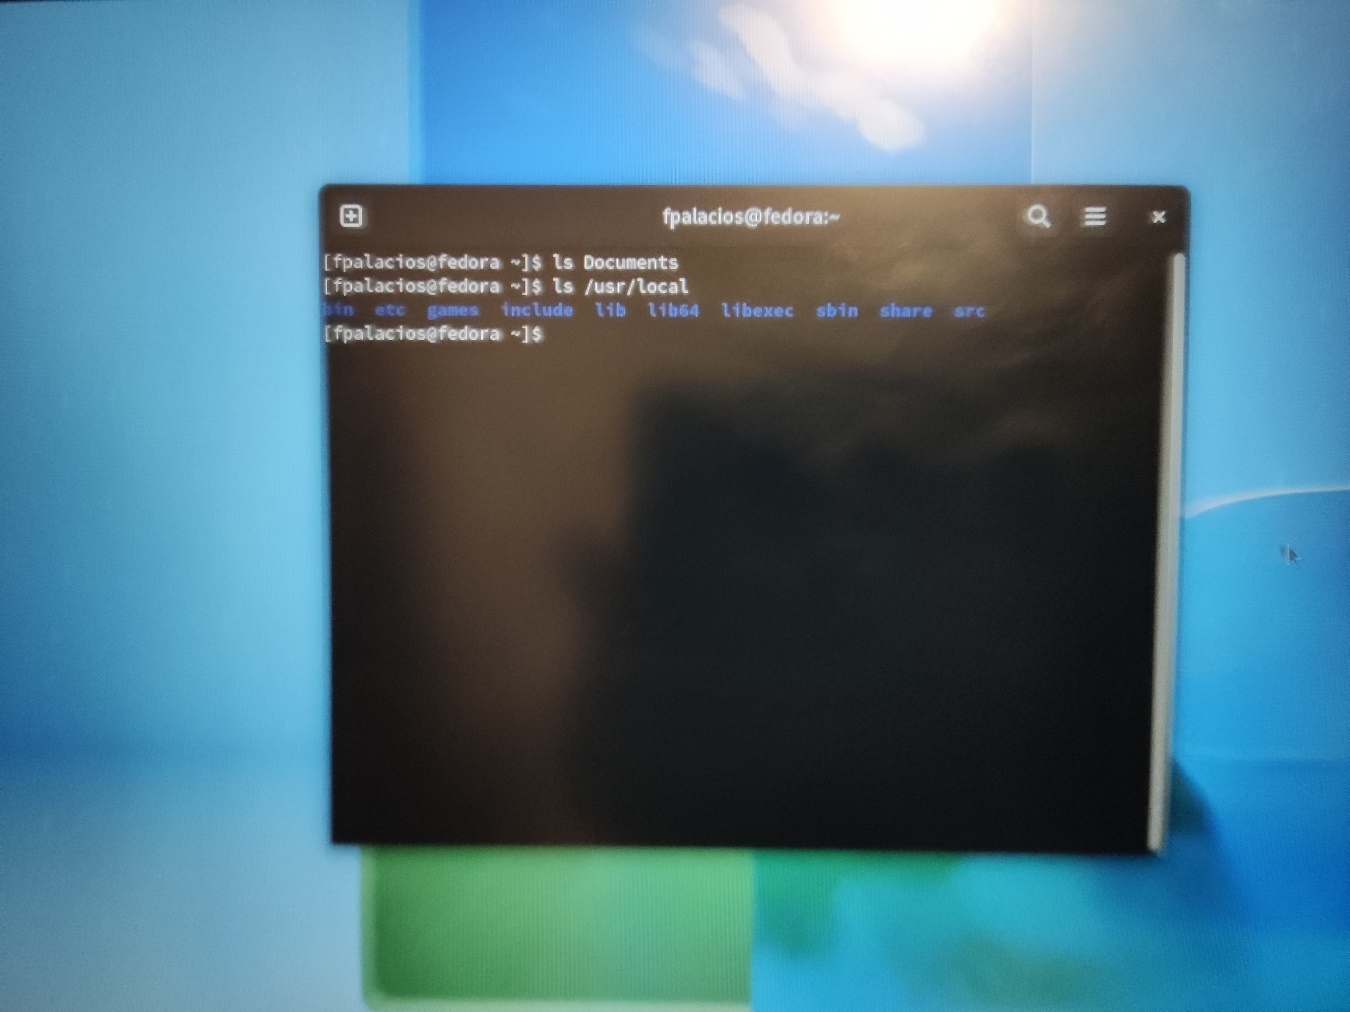 fpalacios@fedora:~
[fpalacios@fedora ~]$ ls Documents
[fpalacios@fedora ~]$ ls /usr/local
bin etc games include lib lib64 libexec sbin share src
[fpalacios@fedora ~]$